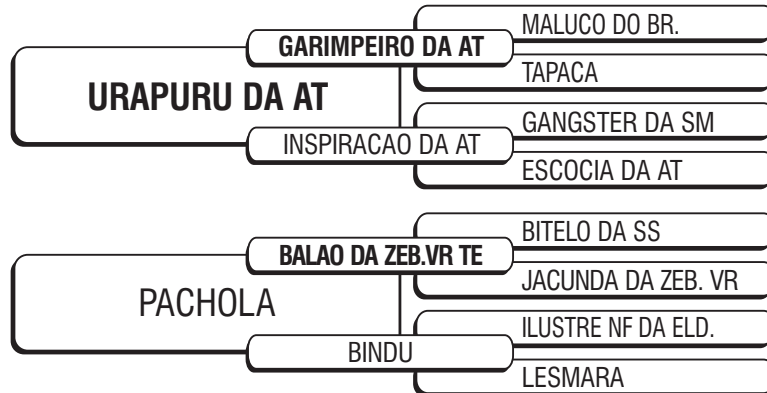 MALUCO DO BR.
GARIMPEIRO DA AT
TAPACA
URAPURU DA AT
GANGSTER DA SM
INSPIRACAO DA AT
ESCOCIA DA AT
BITELO DA SS
BALAO DA ZEB.VR TE
JACUNDA DA ZEB. VR
PACHOLA
ILUSTRE NF DA ELD.
BINDU
LESMARA